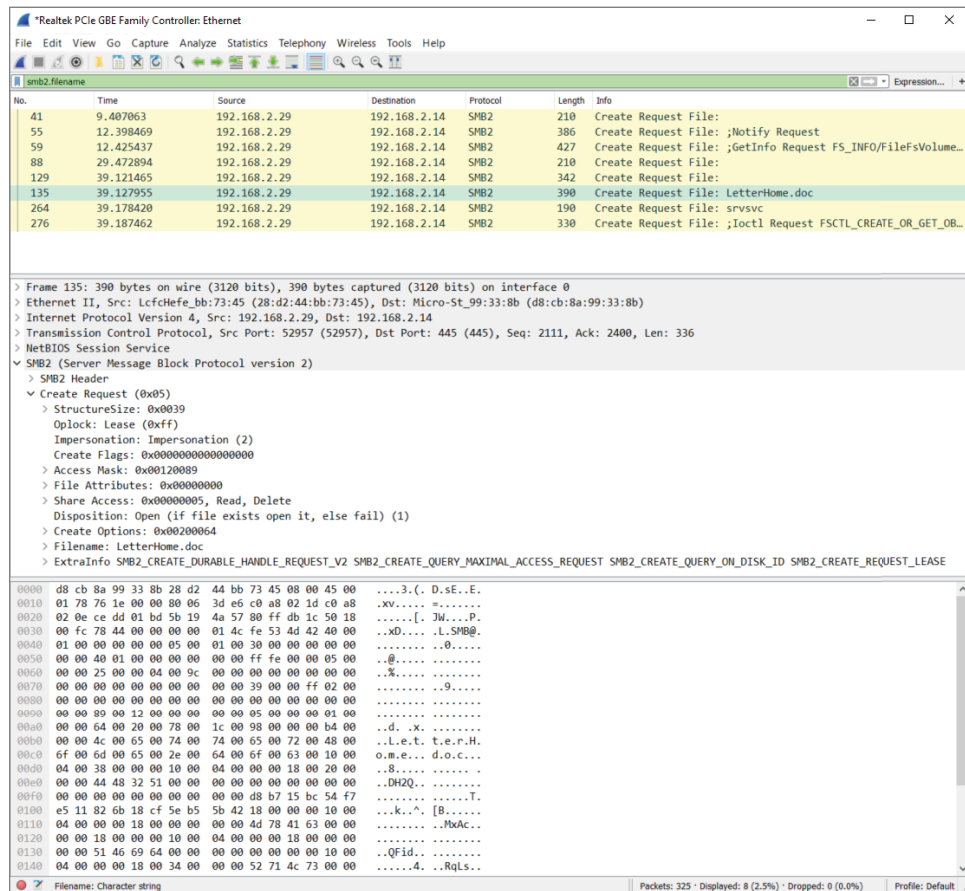 *Realtek PCIe GBE Family Controller: Ethernet
File Edit View Go Capture Analyze Statistics Telephony Wireless Tools Help
smb2.filename Expression... +
No. Time Source Destination Protocol Length Info
41 9.407063 192.168.2.29 192.168.2.14 SMB2 210 Create Request File:
55 12.398469 192.168.2.29 192.168.2.14 SMB2 386 Create Request File: ;Notify Request
59 12.425437 192.168.2.29 192.168.2.14 SMB2 427 Create Request File: ;GetInfo Request FS_INFO/FileFsVolume…
88 29.472894 192.168.2.29 192.168.2.14 SMB2 210 Create Request File:
129 39.121465 192.168.2.29 192.168.2.14 SMB2 342 Create Request File:
135 39.127955 192.168.2.29 192.168.2.14 SMB2 390 Create Request File: LetterHome.doc
264 39.178420 192.168.2.29 192.168.2.14 SMB2 190 Create Request File: srvsvc
276 39.187462 192.168.2.29 192.168.2.14 SMB2 330 Create Request File: ;Ioctl Request FSCTL_CREATE_OR_GET_OB…
> Frame 135: 390 bytes on wire (3120 bits), 390 bytes captured (3120 bits) on interface 0
> Ethernet II, Src: LcfcHefe_bb:73:45 (28:d2:44:bb:73:45), Dst: Micro-St_99:33:8b (d8:cb:8a:99:33:8b)
> Internet Protocol Version 4, Src: 192.168.2.29, Dst: 192.168.2.14
> Transmission Control Protocol, Src Port: 52957 (52957), Dst Port: 445 (445), Seq: 2111, Ack: 2400, Len: 336
> NetBIOS Session Service
SMB2 (Server Message Block Protocol version 2)
> SMB2 Header
Create Request (0x05)
> StructureSize: 0x0039
Oplock: Lease (0xff)
Impersonation: Impersonation (2)
Create Flags: 0x0000000000000000
> Access Mask: 0x00120089
> File Attributes: 0x00000000
> Share Access: 0x00000005, Read, Delete
Disposition: Open (if file exists open it, else fail) (1)
> Create Options: 0x00200064
> Filename: LetterHome.doc
> ExtraInfo SMB2_CREATE_DURABLE_HANDLE_REQUEST_V2 SMB2_CREATE_QUERY_MAXIMAL_ACCESS_REQUEST SMB2_CREATE_QUERY_ON_DISK_ID SMB2_CREATE_REQUEST_LEASE
0000 d8 cb 8a 99 33 8b 28 d2 44 bb 73 45 08 00 45 00 ....3.(. D.sE..E.
0010 01 78 76 1e 00 00 80 06 3d e6 c0 a8 02 1d c0 a8 .xv..... =.......
0020 02 0e ce dd 01 bd 5b 19 4a 57 80 ff db 1c 50 18 ......[. JW....P.
0030 00 fc 78 44 00 00 00 00 01 4c fe 53 4d 42 40 00 ..xD.... .L.SMB@.
0040 01 00 00 00 00 00 05 00 01 00 30 00 00 00 00 00 ........ ..0.....
0050 00 00 40 01 00 00 00 00 00 00 ff fe 00 00 05 00 ..@..... ........
0060 00 00 25 00 00 04 00 9c 00 00 00 00 00 00 00 00 ..%..... ........
0070 00 00 00 00 00 00 00 00 00 00 39 00 00 ff 02 00 ........ ..9.....
0080 00 00 00 00 00 00 00 00 00 00 00 00 00 00 00 00 ........ ........
0090 00 00 89 00 12 00 00 00 00 00 05 00 00 00 01 00 ........ ........
00a0 00 00 64 00 20 00 78 00 1c 00 98 00 00 00 b4 00 ..d. .x. ........
00b0 00 00 4c 00 65 00 74 00 74 00 65 00 72 00 48 00 ..L.e.t. t.e.r.H.
00c0 6f 00 6d 00 65 00 2e 00 64 00 6f 00 63 00 10 00 o.m.e... d.o.c...
00d0 04 00 38 00 00 00 10 00 04 00 00 00 18 00 20 00 ..8..... ...... .
00e0 00 00 44 48 32 51 00 00 00 00 00 00 00 00 00 00 ..DH2Q.. ........
00f0 00 00 00 00 00 00 00 00 00 00 d8 b7 15 bc 54 f7 ........ ......T.
0100 e5 11 82 6b 18 cf 5e b5 5b 42 18 00 00 00 10 00 ...k..^. [B......
0110 04 00 00 00 18 00 00 00 00 00 4d 78 41 63 00 00 ........ ..MxAc..
0120 00 00 18 00 00 00 10 00 04 00 00 00 18 00 00 00 ........ ........
0130 00 00 51 46 69 64 00 00 00 00 00 00 00 00 10 00 ..QFid.. ........
0140 04 00 00 00 18 00 34 00 00 00 52 71 4c 73 00 00 ......4. ..RqLs..
Filename: Character string Packets: 325 · Displayed: 8 (2.5%) · Dropped: 0 (0.0%) Profile: Default